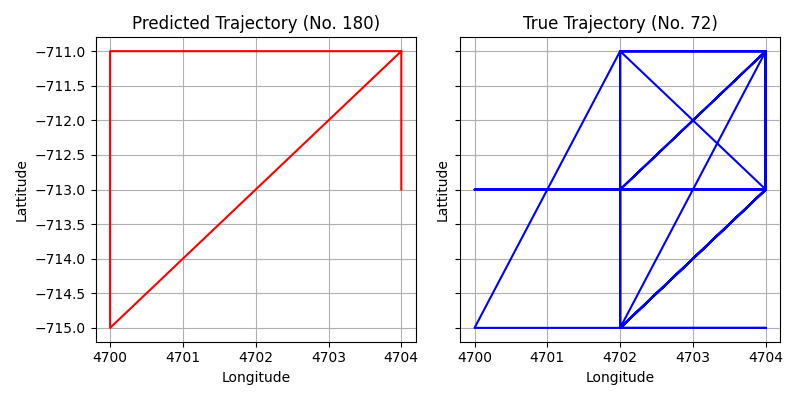 Predicted Trajectory (No. 180)
True Trajectory (No. 72)
Lattitude
−711.0
−711.5
−712.0
−712.5
−713.0
−713.5
−714.0
−714.5
−715.0
4700 4701 4702 4703 4704
Longitude
Lattitude
4700 4701 4702 4703 4704
Longitude